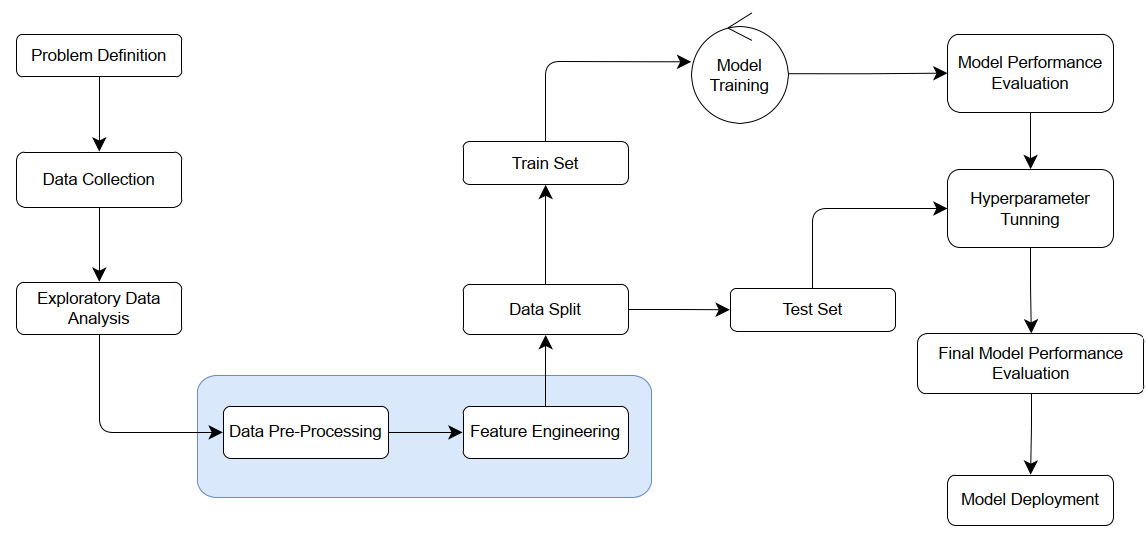 Problem Definition
Data Collection
Exploratory Data
Analysis
Data Pre-Processing
Feature Engineering
Data Split
Train Set
Test Set
Model
Training
Model Performance
Evaluation
Hyperparameter
Tunning
Final Model Performance
Evaluation
Model Deployment